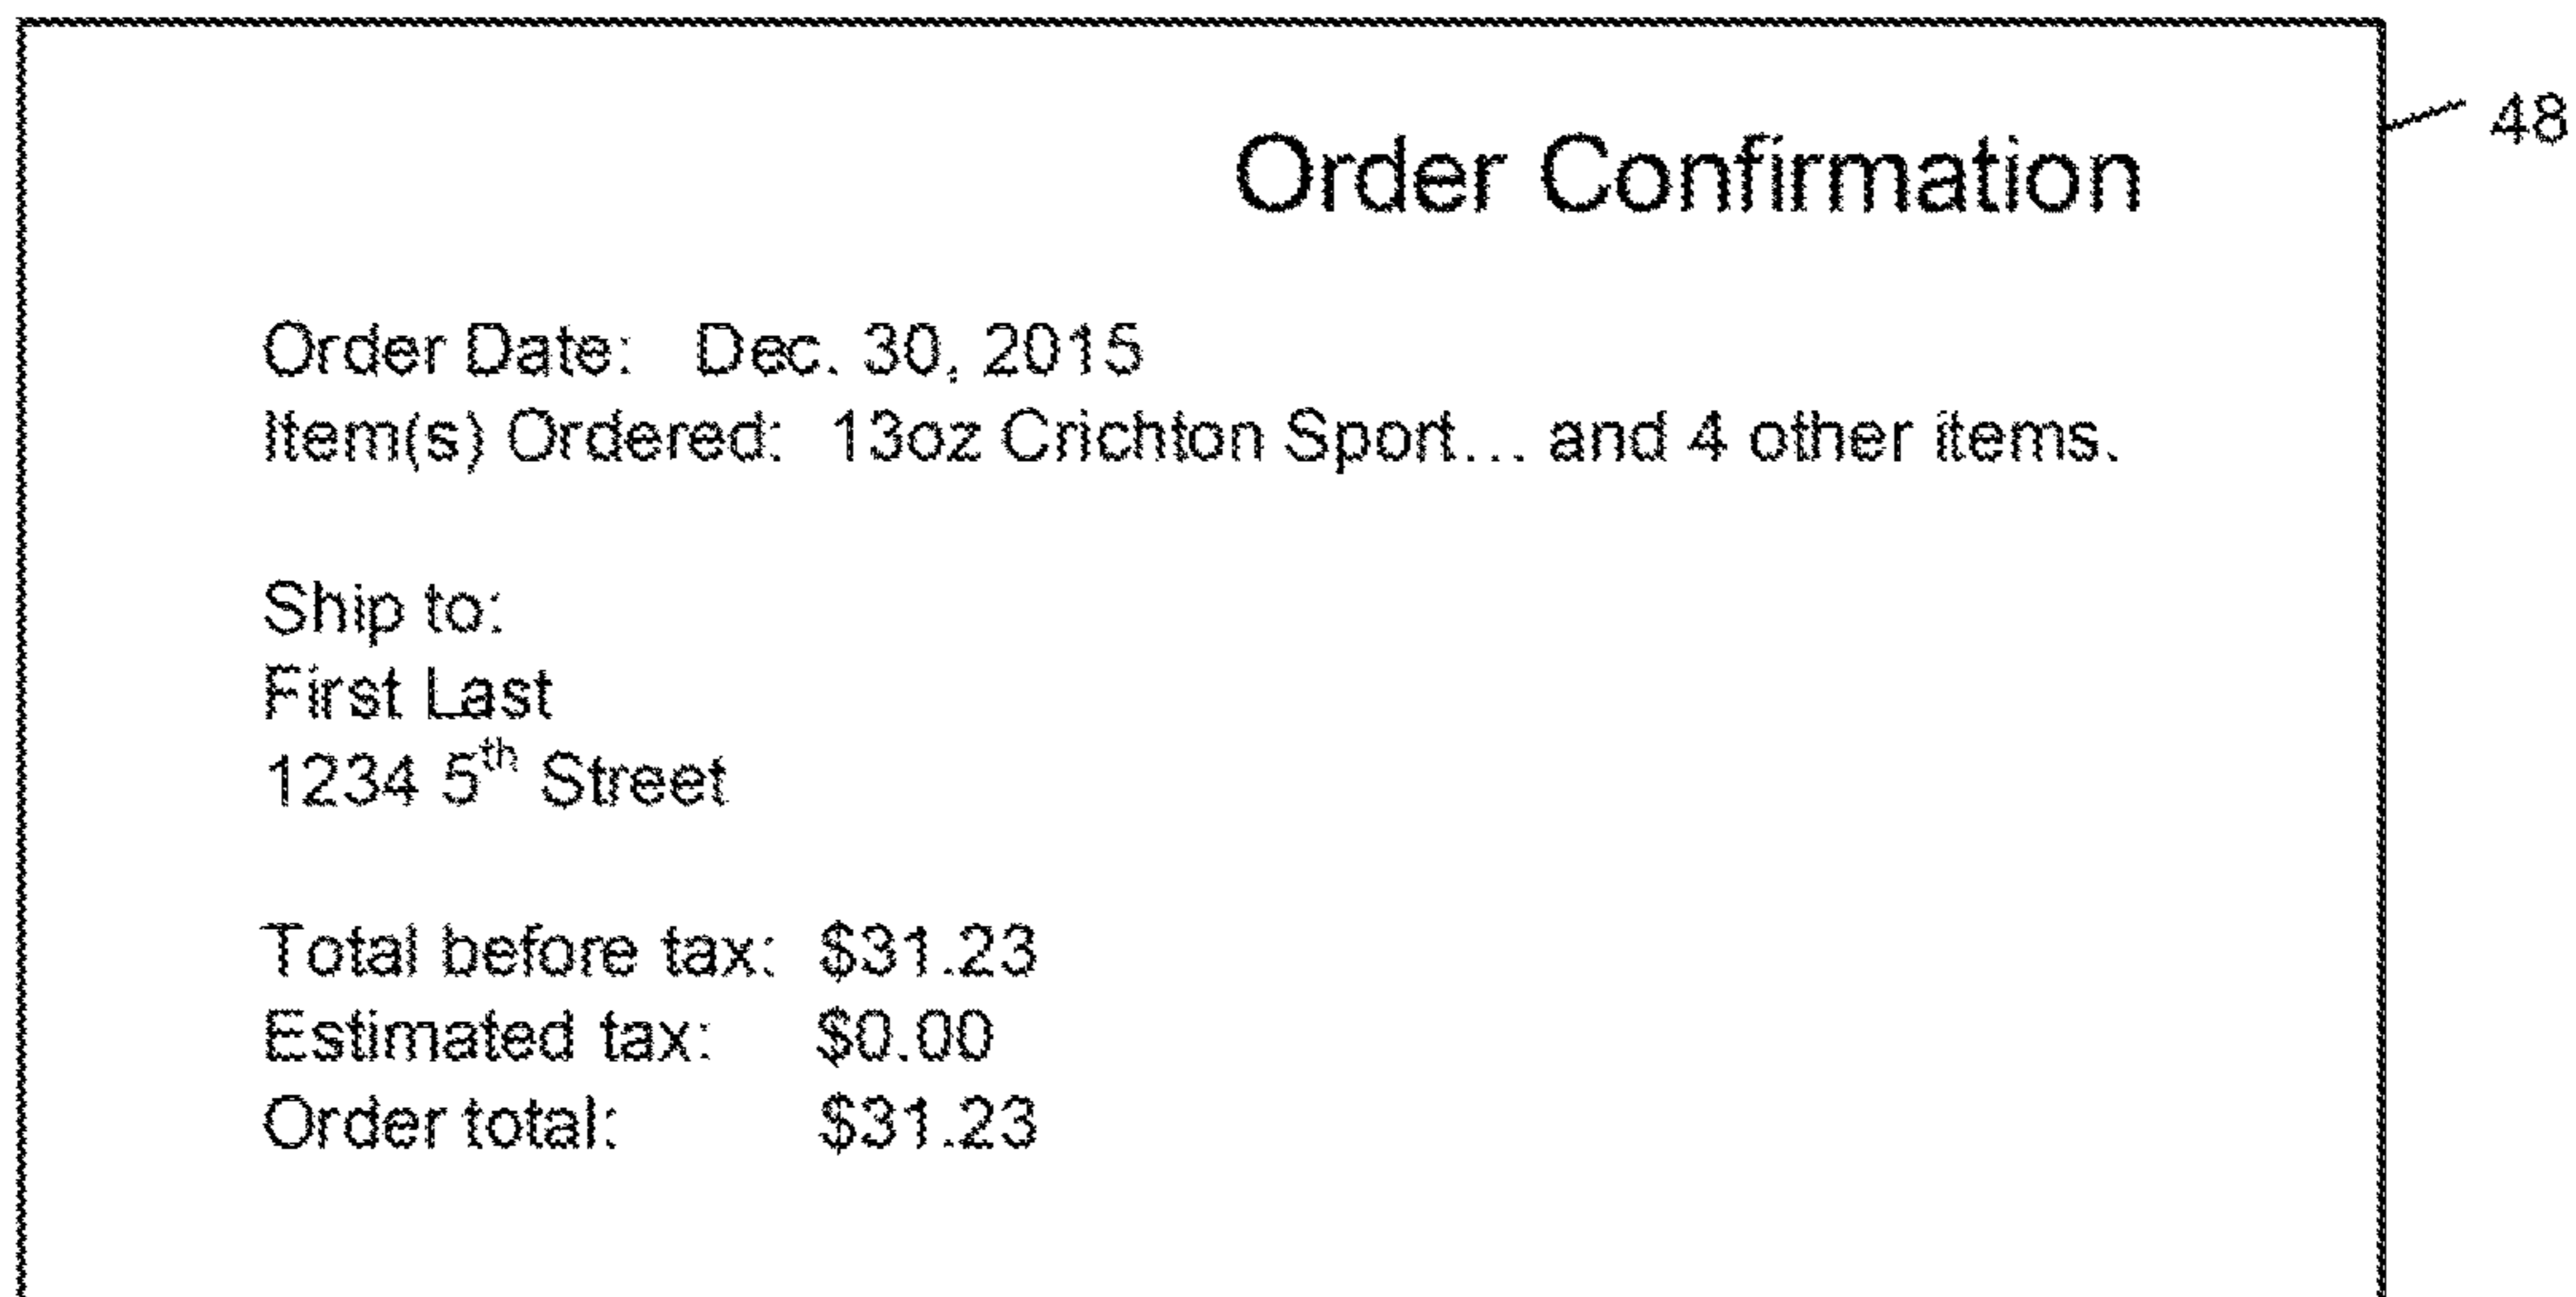 48
Order Confirmation
Order Date: Dec. 30, 2015
Item(s) Ordered: 13oz Crichton Sport... and 4 other items.
Ship to:
First Last
1234 5th Street
Total before tax: $31.23
Estimated tax: $0.00
Order total: $31.23